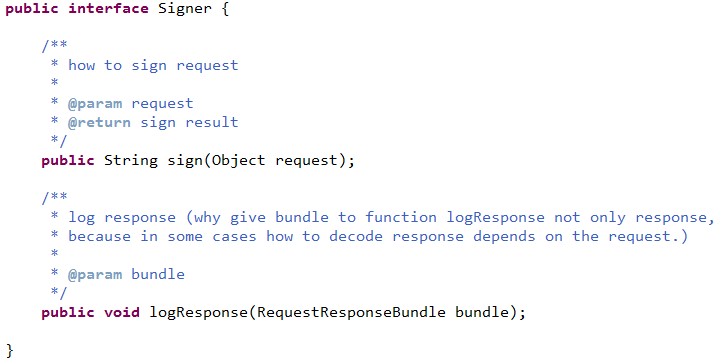 public interface Signer {
/**
* how to sign request
*
* @param request
* @return sign result
*/
public String sign(Object request);
/**
* log response (why give bundle to function logResponse not only response,
* because in some cases how to decode response depends on the request.)
*
* @param bundle
*/
public void logResponse(RequestResponseBundle bundle);
}